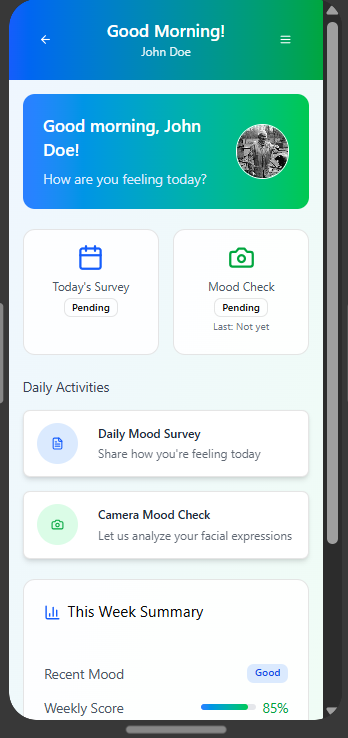 Good Morning!
John Doe
Good morning, John
Doe!
How are you feeling today?
Today's Survey
Pending
Mood Check
Pending
Last: Not yet
Daily Activities
Daily Mood Survey
Share how you're feeling today
Camera Mood Check
Let us analyze your facial expressions
This Week Summary
Recent Mood
Good
Weekly Score
85%